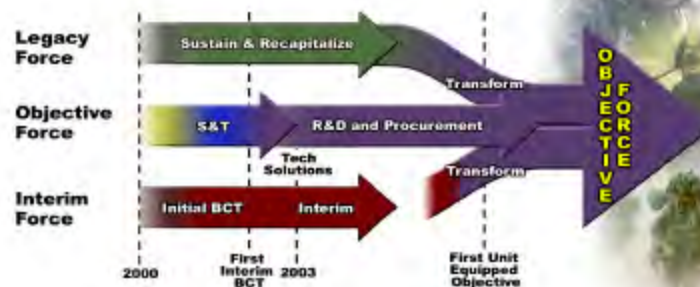 Legacy
Force
Sustain & Recapitalize
Transform
Objective
Force
S&T
R&D and Procurement
Tech
Solutions
Interim
Force
Initial BCT
Interim
Transform
OBJECTIVE
FORCE
2000
First
Interim
BCT
2003
First Unit
Equipped
Objective